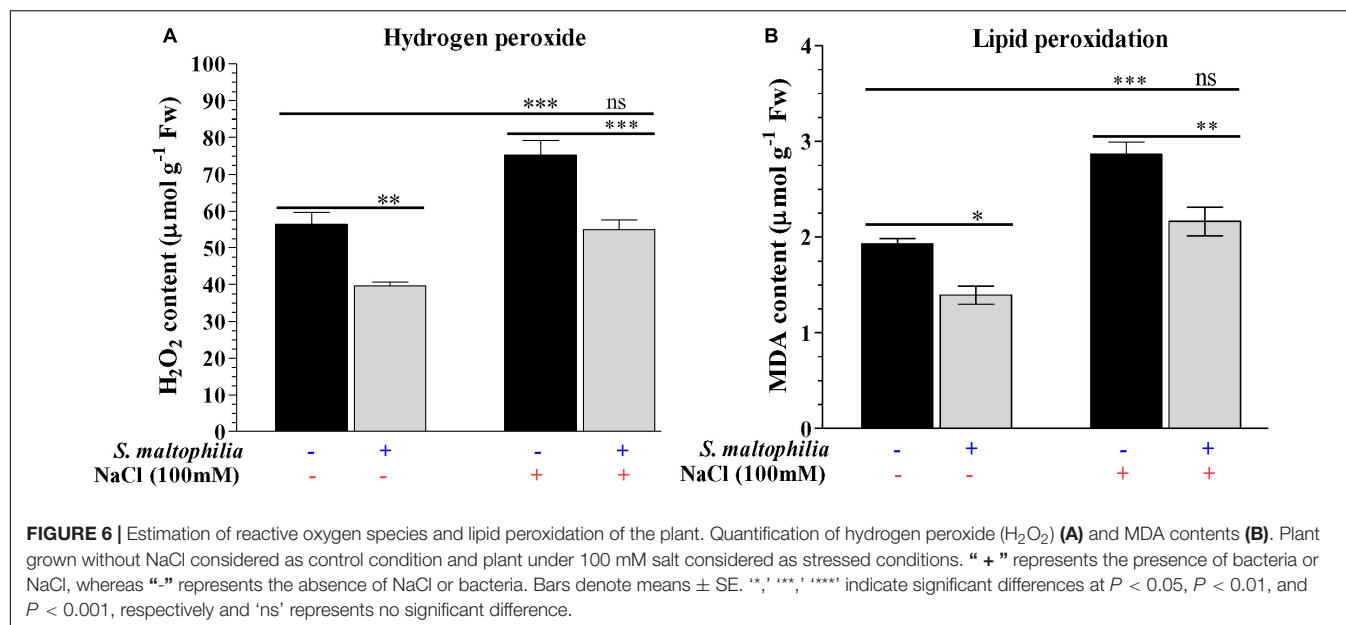 A
Hydrogen peroxide
100
90
80
70
60
50
40
30
20
10
0
H₂O₂ content (μmol g⁻¹ Fw)
***
ns
***
**
S. maltophilia - + - +
NaCl (100mM) - - + +
B
Lipid peroxidation
4
3
2
1
0
MDA content (μmol g⁻¹ Fw)
***
ns
**
*
- + - +
- - + +
FIGURE 6 | Estimation of reactive oxygen species and lipid peroxidation of the plant. Quantification of hydrogen peroxide (H₂O₂) (A) and MDA contents (B). Plant
grown without NaCl considered as control condition and plant under 100 mM salt considered as stressed conditions. “ + ” represents the presence of bacteria or
NaCl, whereas “-” represents the absence of NaCl or bacteria. Bars denote means ± SE. ‘*,’ ‘**,’ ‘***’ indicate significant differences at P < 0.05, P < 0.01, and
P < 0.001, respectively and ‘ns’ represents no significant difference.